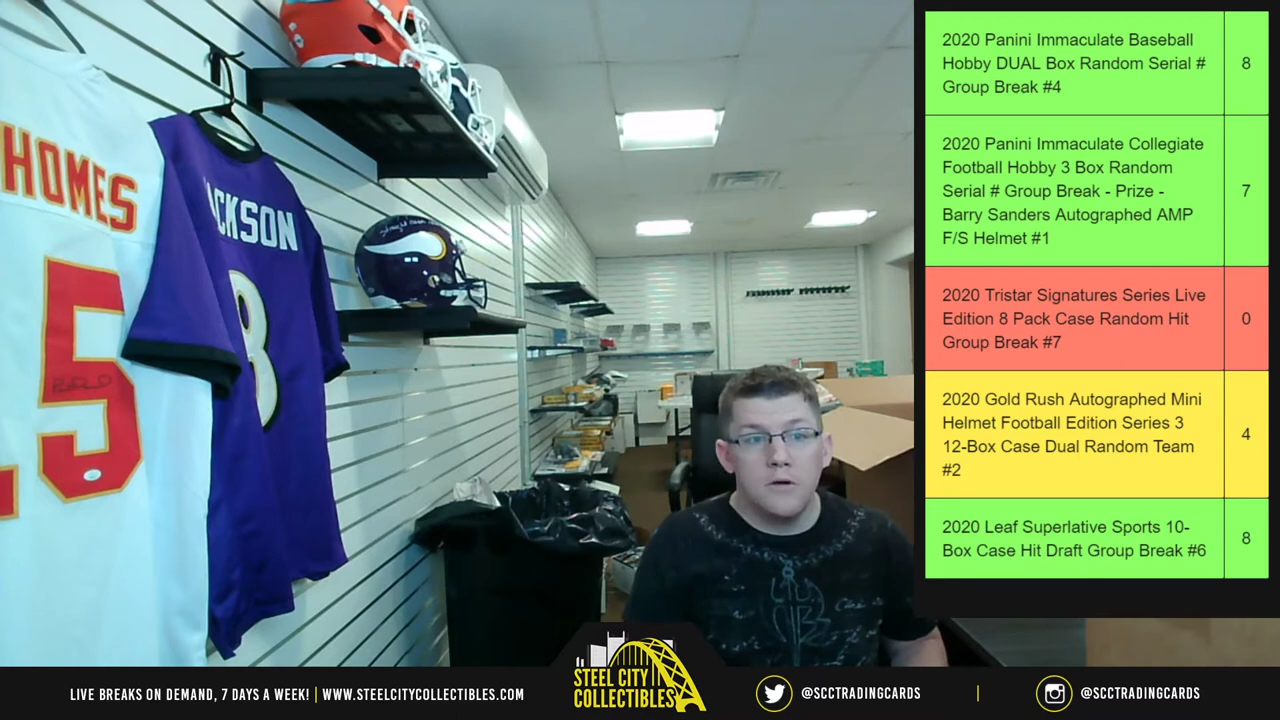 HOMES
5
ACKSON
8
2020 Panini Immaculate Baseball
Hobby DUAL Box Random Serial #
Group Break #4
8
2020 Panini Immaculate Collegiate
Football Hobby 3 Box Random
Serial # Group Break - Prize -
Barry Sanders Autographed AMP
F/S Helmet #1
7
2020 Tristar Signatures Series Live
Edition 8 Pack Case Random Hit
Group Break #7
0
2020 Gold Rush Autographed Mini
Helmet Football Edition Series 3
12-Box Case Dual Random Team
#2
4
2020 Leaf Superlative Sports 10-
Box Case Hit Draft Group Break #6
8
LIVE BREAKS ON DEMAND, 7 DAYS A WEEK! | WWW.STEELCITYCOLLECTIBLES.COM
STEEL CITY
COLLECTIBLES
@SCCTRADINGCARDS
@SCCTRADINGCARDS